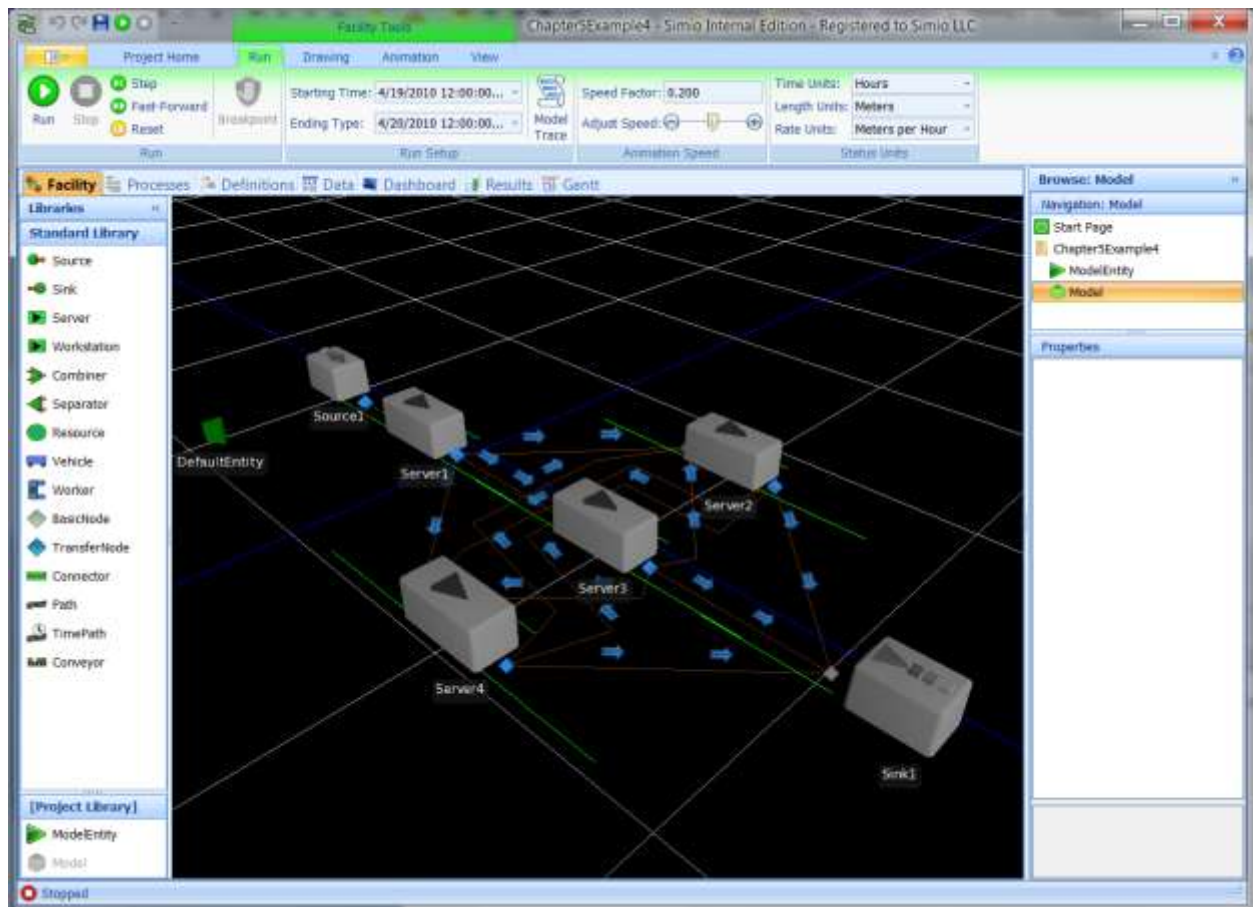 Facility Tools
Chapter5Example4 - Simio Internal Edition - Registered to Simio LLC
Project Home Run Drawing Animation View
Run
Stop
Step
Fast-Forward
Reset
Breakpoint
Run
Starting Time: 4/19/2010 12:00:00...
Ending Type: 4/20/2010 12:00:00...
Run Setup
Model
Trace
Speed Factor: 0.200
Adjust Speed:
Animation Speed
Time Units: Hours
Length Units: Meters
Rate Units: Meters per Hour
Status Units
Facility Processes Definitions Data Dashboard Results Gantt
Libraries
Standard Library
Source
Sink
Server
Workstation
Combiner
Separator
Resource
Vehicle
Worker
BasicNode
TransferNode
Connector
Path
TimePath
Conveyor
[Project Library]
ModelEntity
Model
Source1
DefaultEntity
Server1
Server2
Server3
Server4
Sink1
Browse: Model
Navigation: Model
Start Page
Chapter5Example4
ModelEntity
Model
Properties
Stopped